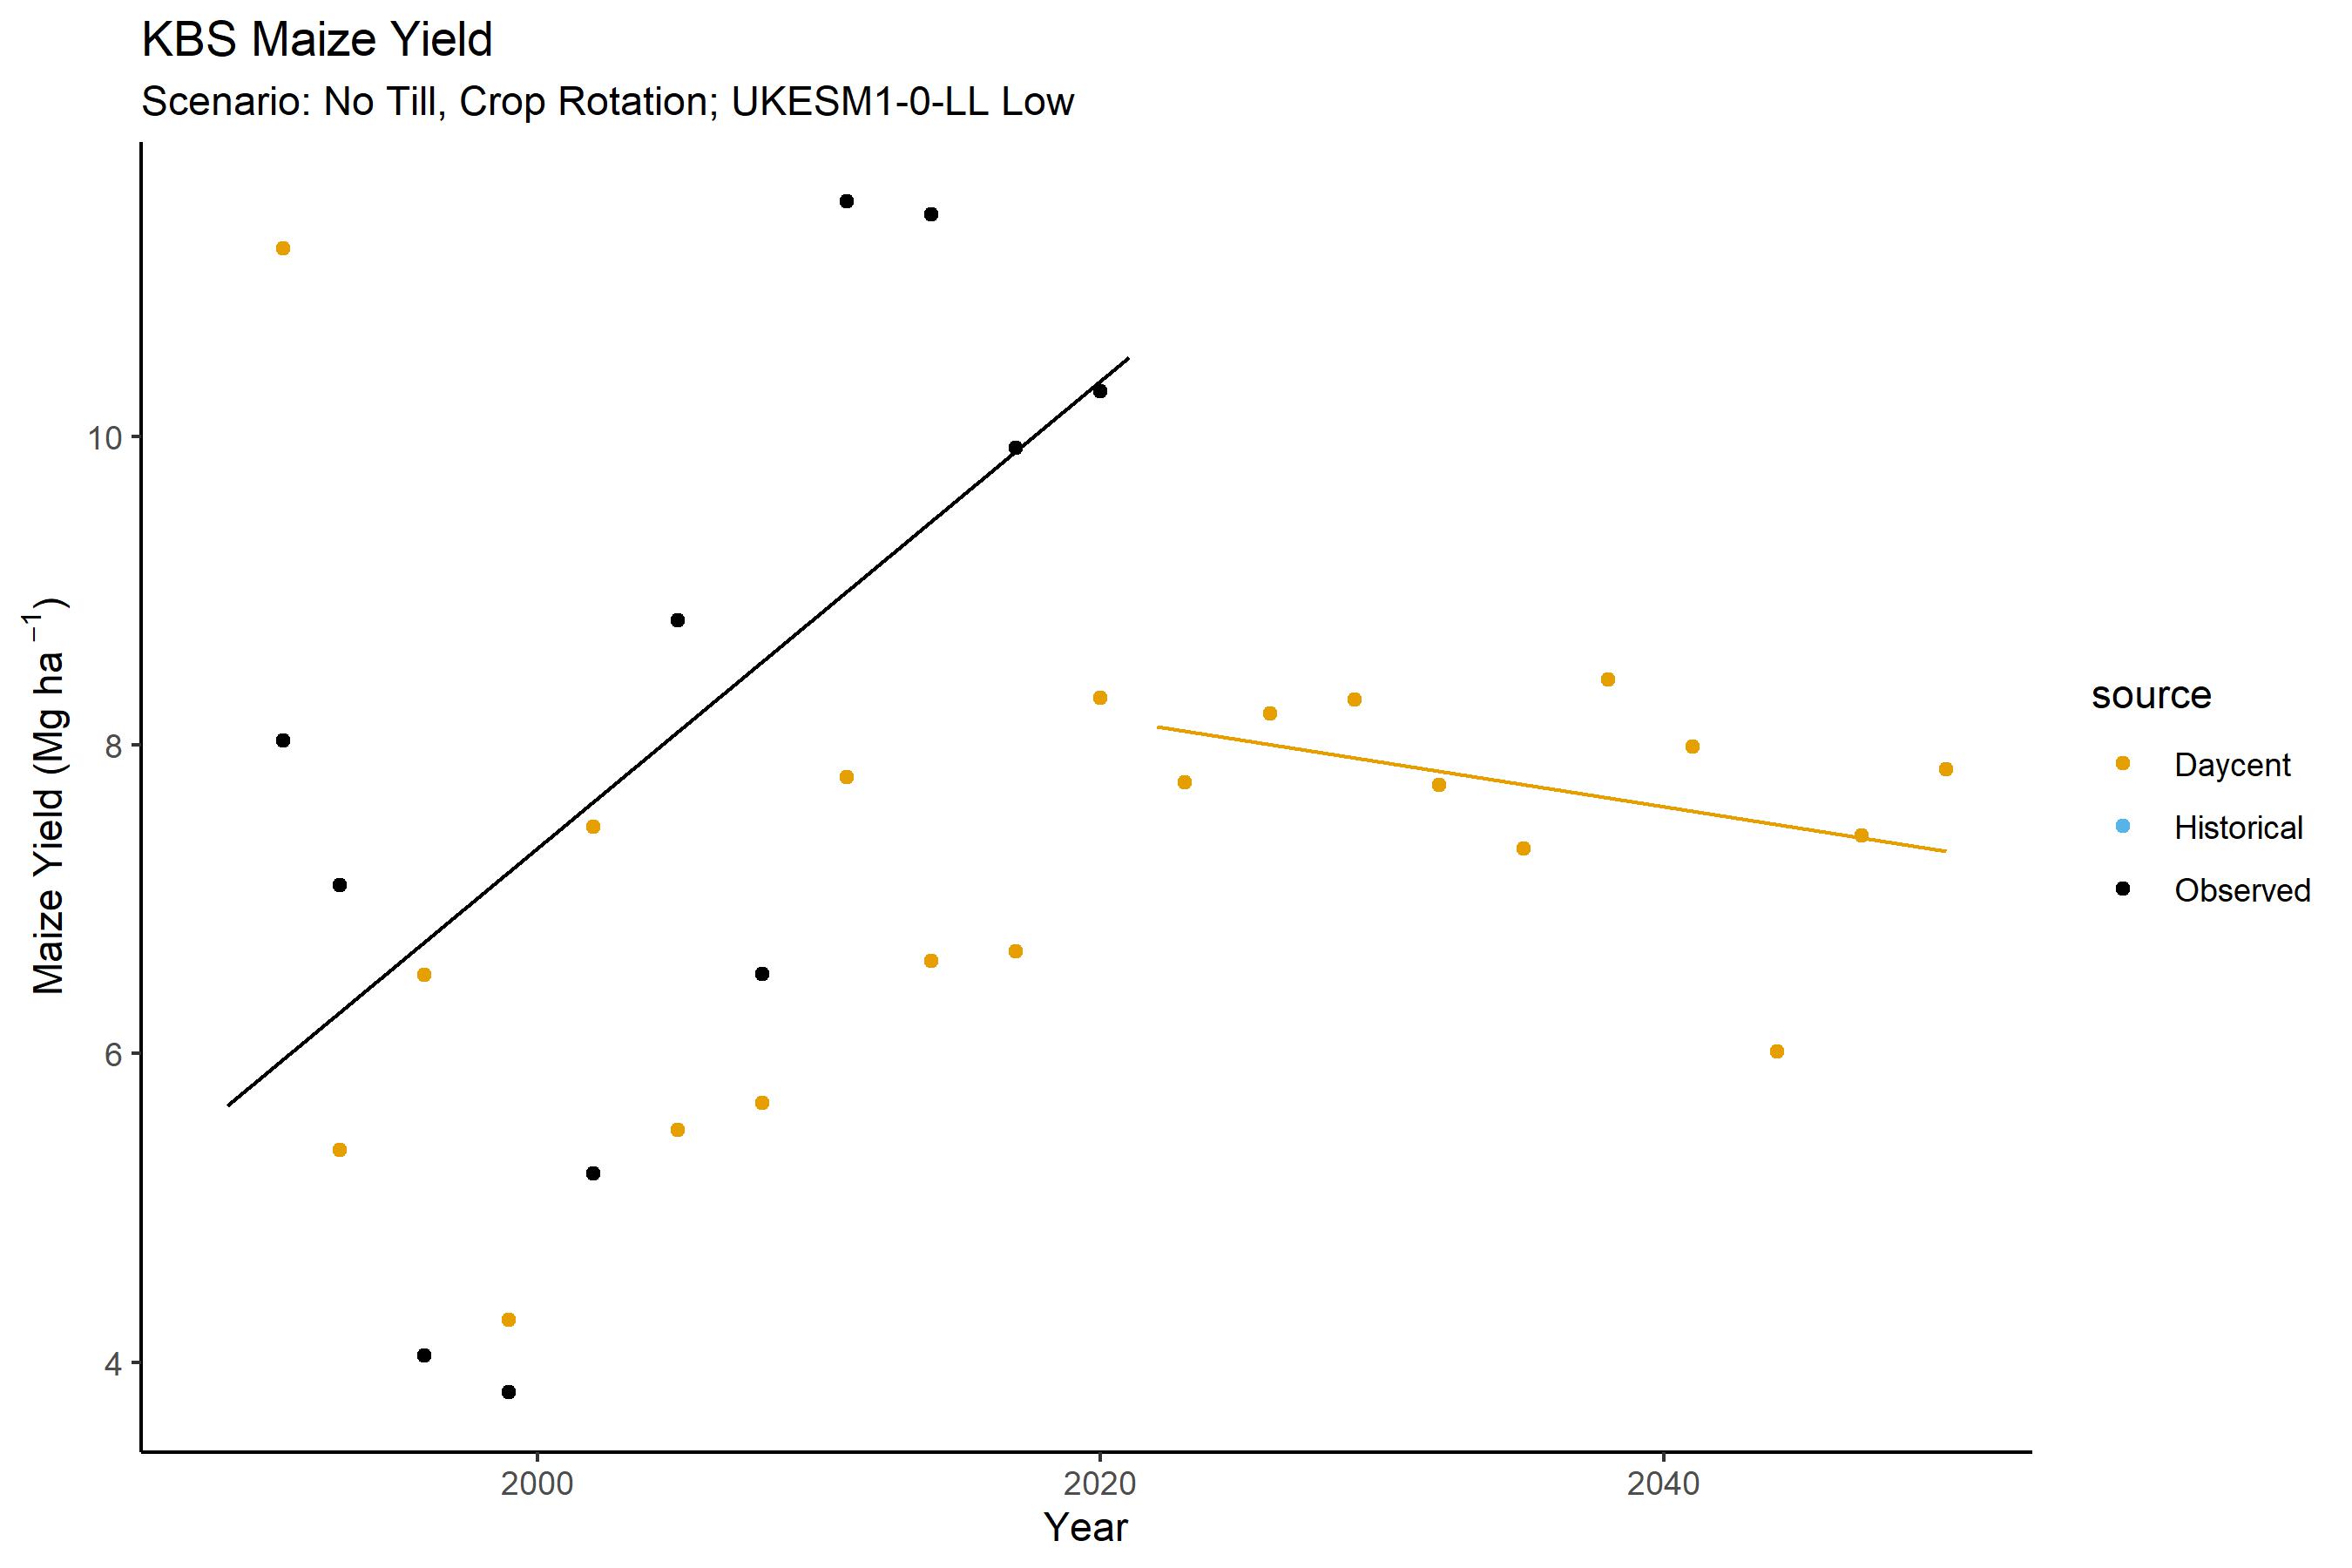 KBS Maize Yield
Scenario: No Till, Crop Rotation; UKESM1-0-LL Low
Maize Yield (Mg ha ⁻¹)
10
8
6
4
2000
2020
2040
Year
source
Daycent
Historical
Observed